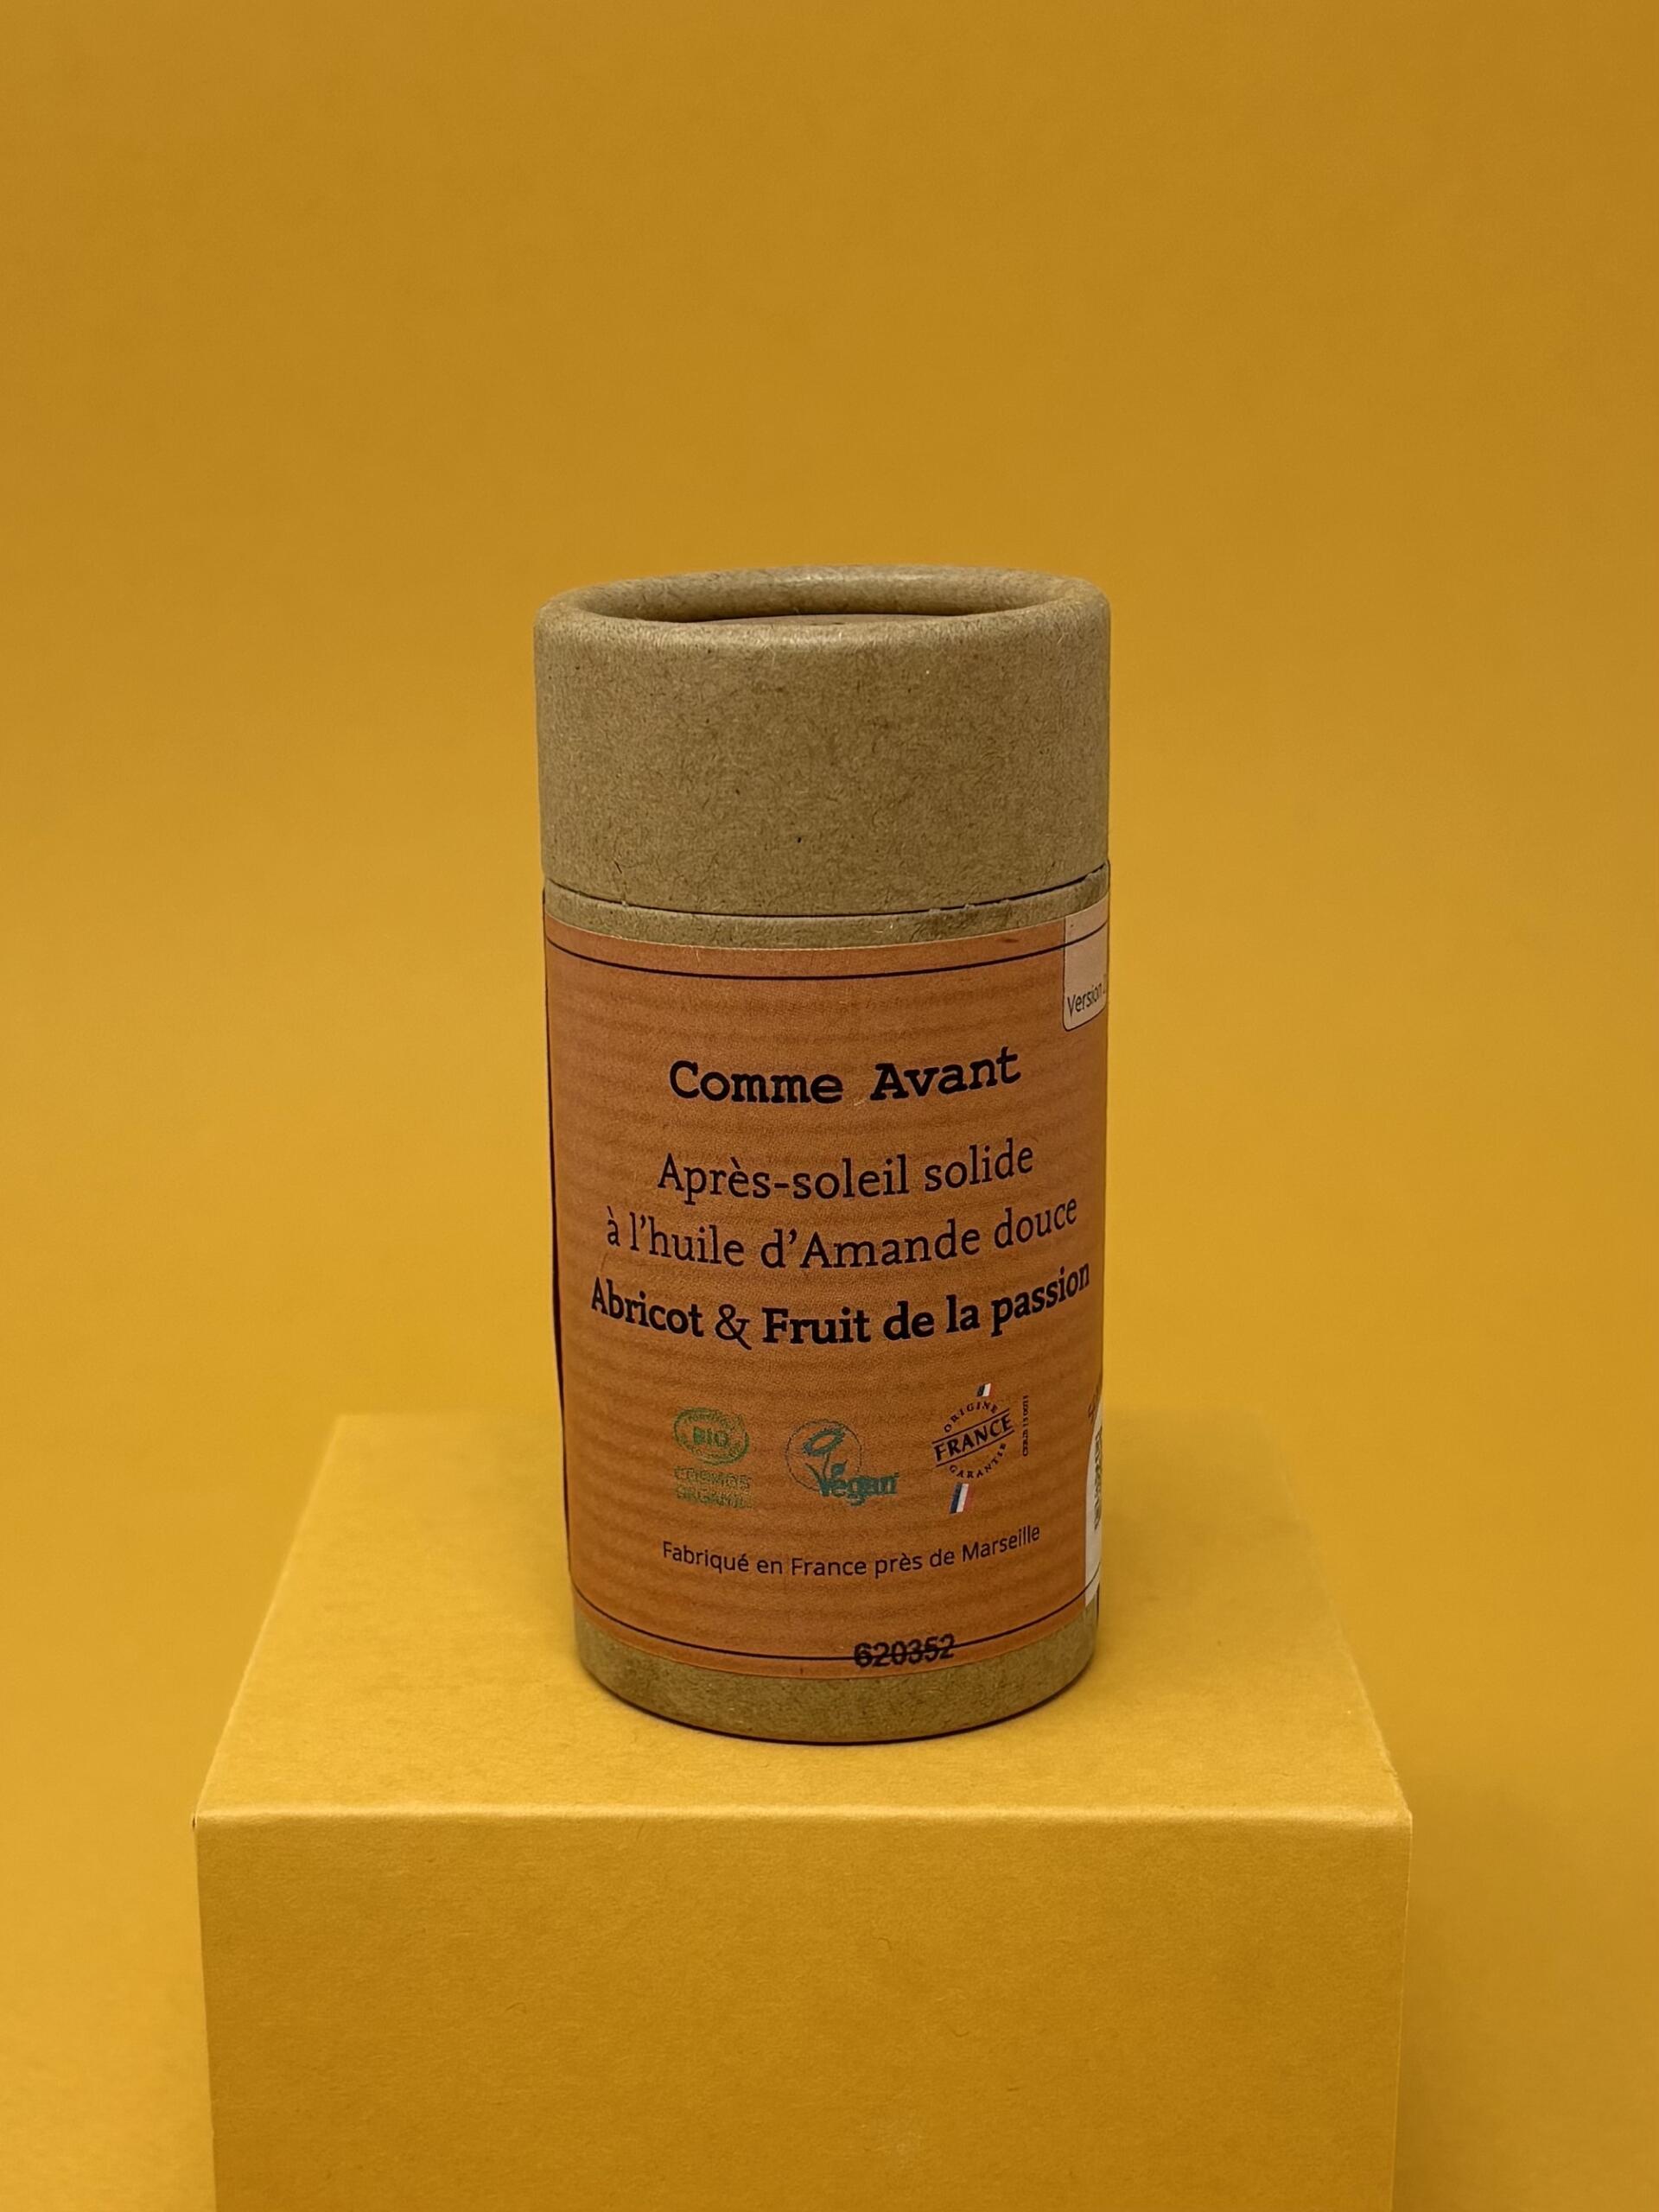 Version
Comme Avant
Après-soleil solide
à l'huile d'Amande douce
Abricot & Fruit de la passion
BIO
COSMOS
ORGANIC
Vegan
ORIGINE
FRANCE
GARANTIE
Fabriqué en France près de Marseille
620352